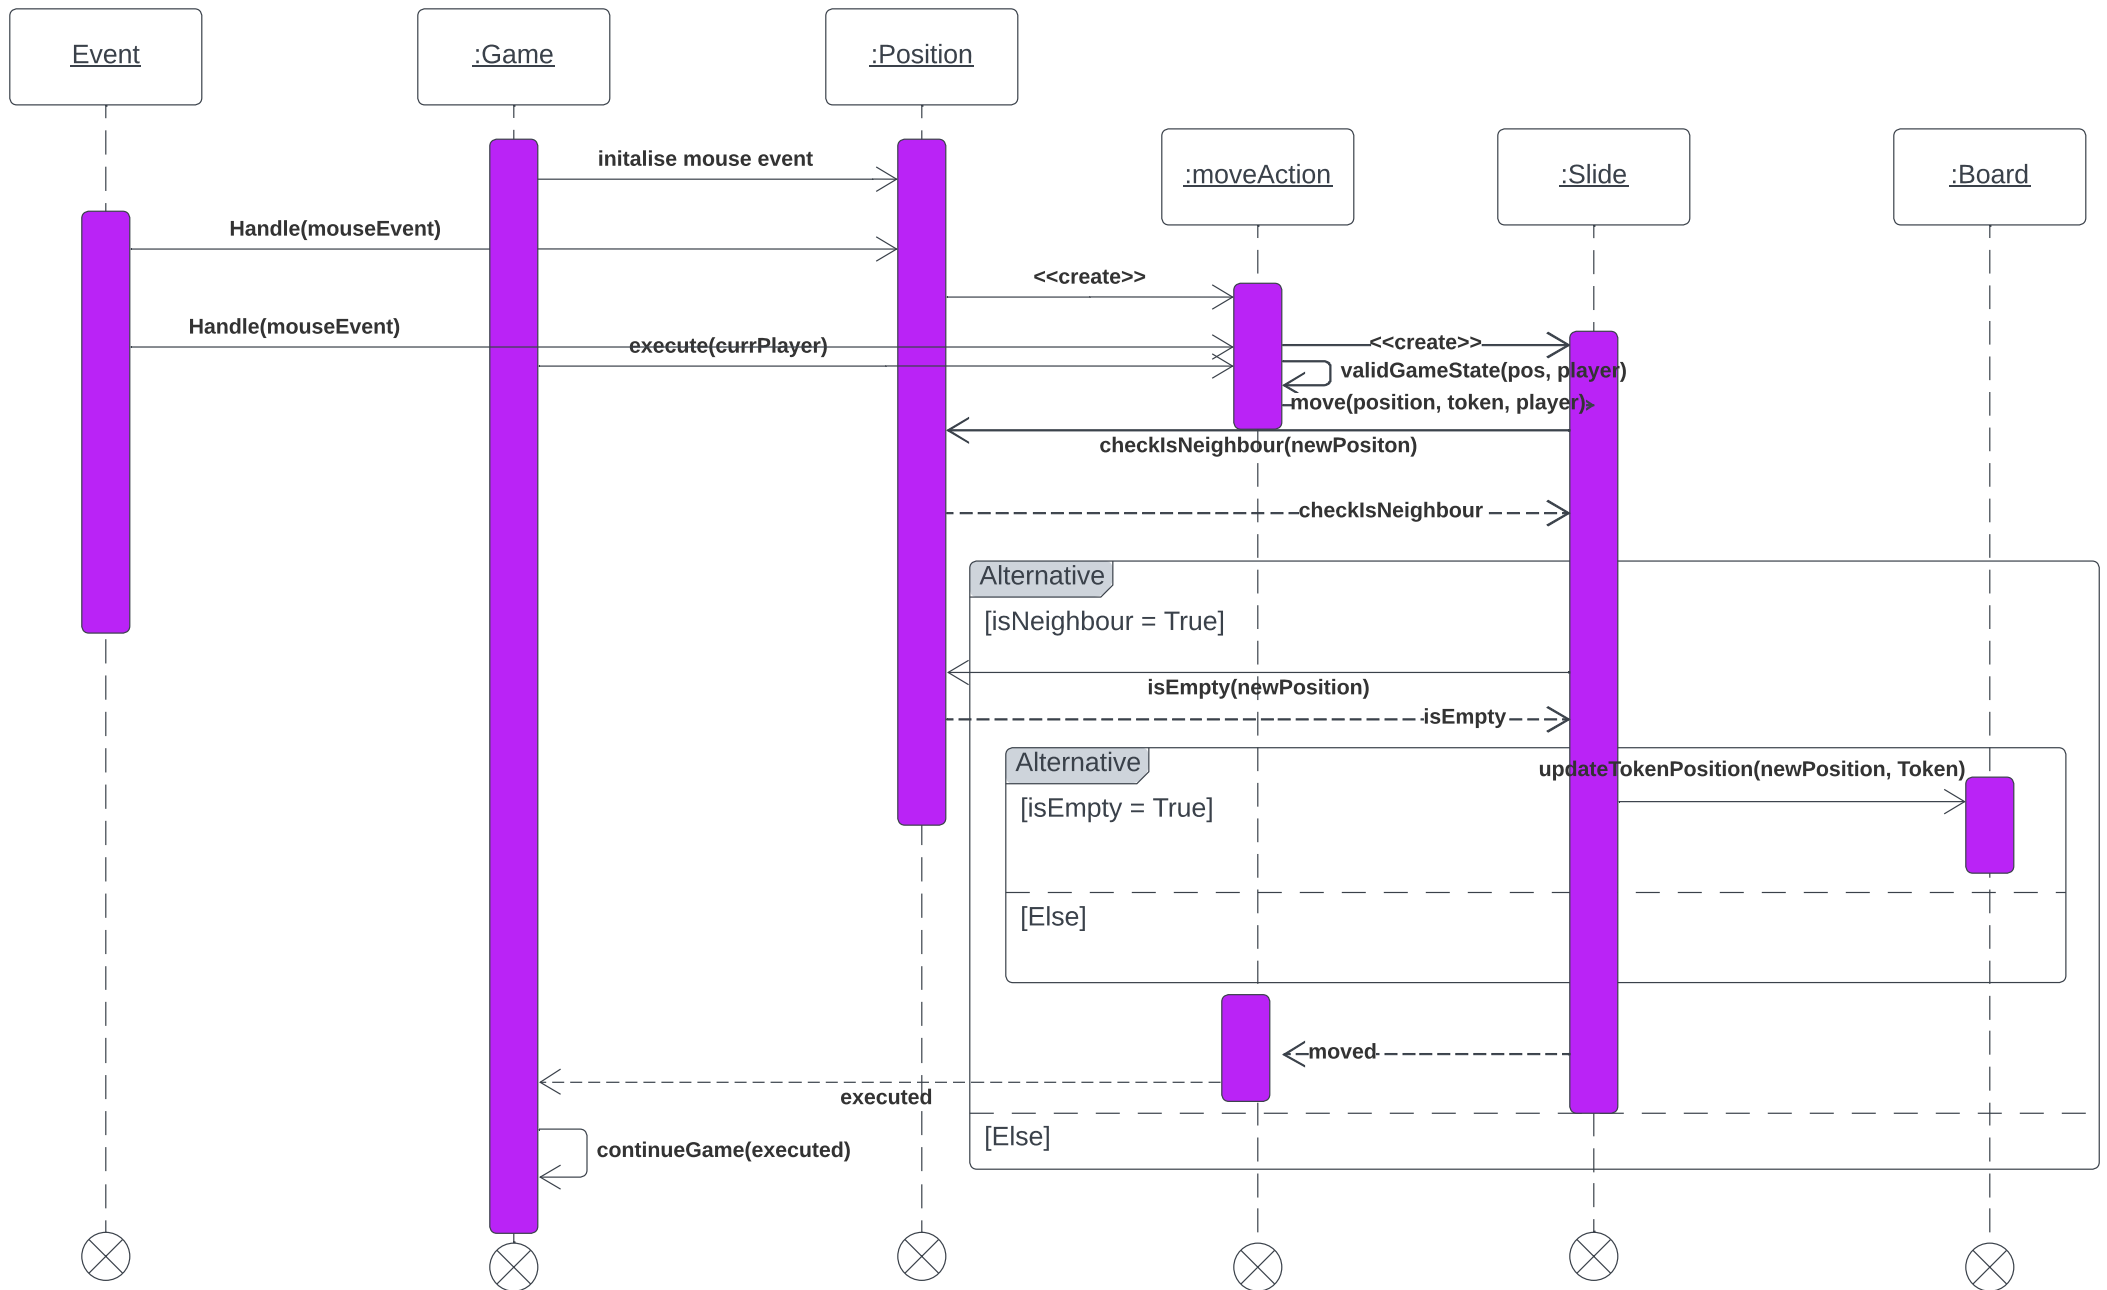 Event
:Game
:Position
:moveAction
:Slide
:Board
initalise mouse event
Handle(mouseEvent)
<<create>>
Handle(mouseEvent)
execute(currPlayer)
<<create>>
validGameState(pos, player)
move(position, token, player)
checkIsNeighbour(newPositon)
checkIsNeighbour
Alternative
[isNeighbour = True]
isEmpty(newPosition)
isEmpty
Alternative
updateTokenPosition(newPosition, Token)
[isEmpty = True]
[Else]
moved
executed
[Else]
continueGame(executed)